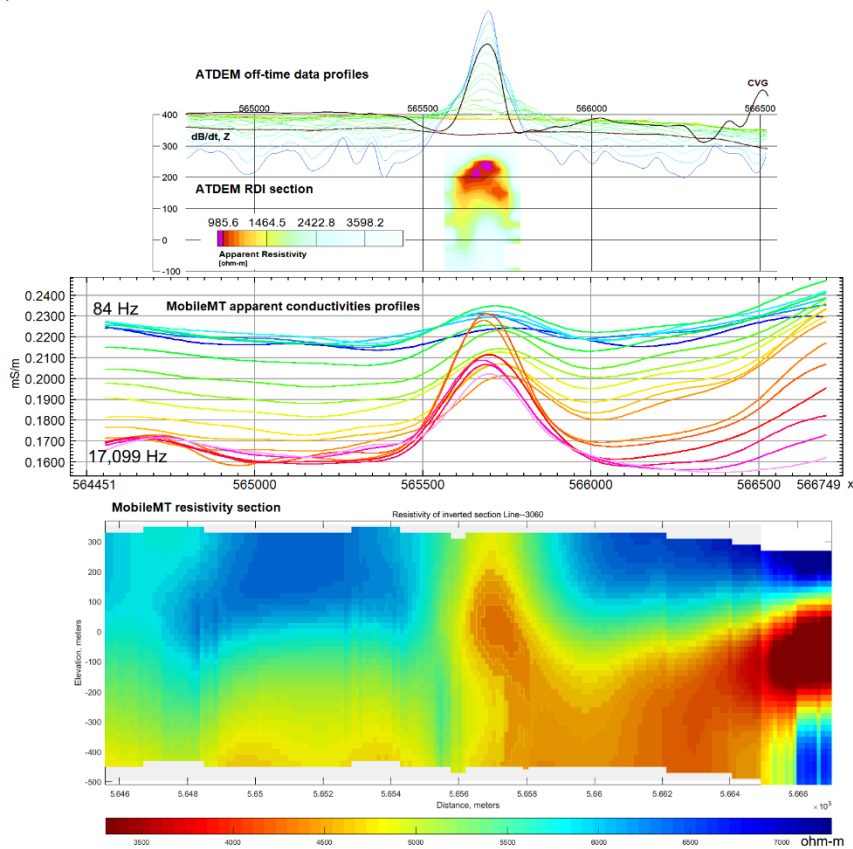 ATDEM off-time data profiles
CVG
565000 565500 566000 566500
400
dB/dt, Z
300
200
ATDEM RDI section
100
985.6 1464.5 2422.8 3598.2
0
Apparent Resistivity
[ohm-m]
-100
84 Hz
MobileMT apparent conductivities profiles
0.2400
0.2300
0.2200
0.2100
mS/m
0.2000
0.1900
0.1800
0.1700
0.1600
17,099 Hz
564451 565000 565500 566000 566500 566749 x
MobileMT resistivity section
Resistivity of inverted section Line--3060
300
200
100
0
-100
-200
-300
-400
-500
Elevation, meters
5.646 5.648 5.65 5.652 5.654 5.656 5.658 5.66 5.662 5.664 5.666
Distance, meters
× 10⁵
3500 4000 4500 5000 5500 6000 6500 7000 ohm-m